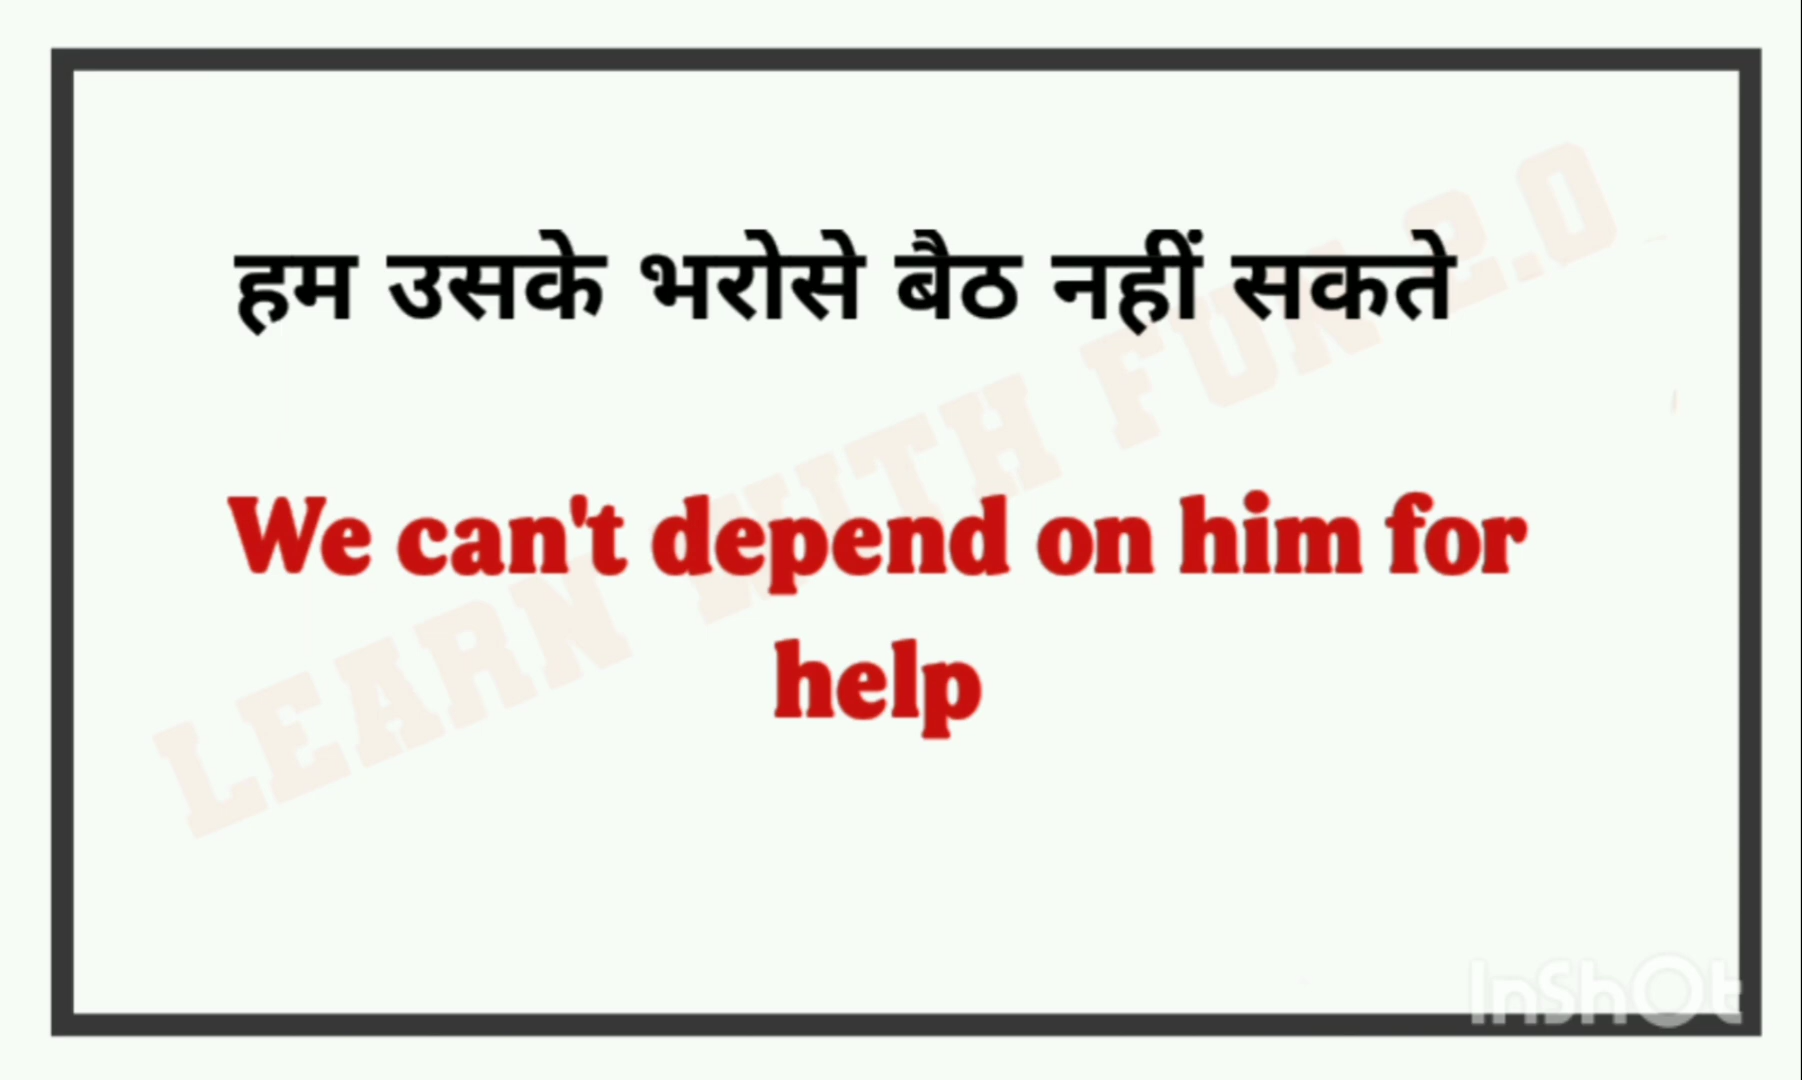 हम उसके भरोसे बैठ नहीं सकते
We can't depend on him for
help
LEARN WITH FUN 2.0
InShOt